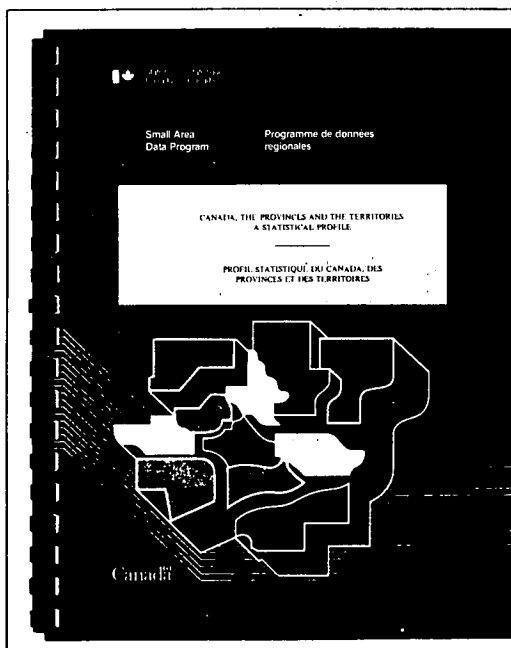 Small Area
Data Program
Programme de données
regionales
CANADA, THE PROVINCES AND THE TERRITORIES
A STATISTICAL PROFILE
PROFIL STATISTIQUE DU CANADA, DES
PROVINCES ET DES TERRITOIRES
Canada